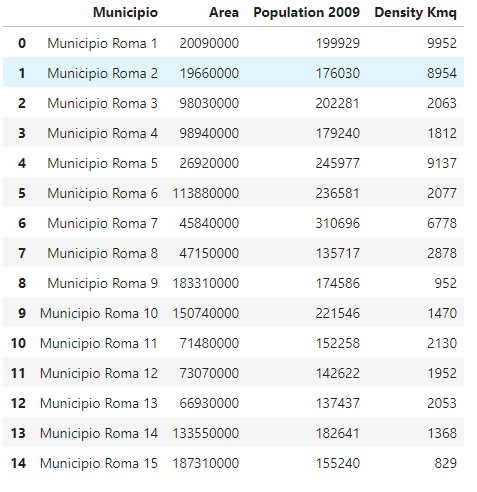 Municipio Area Population 2009 Density Kmq
0 Municipio Roma 1 20090000 199929 9952
1 Municipio Roma 2 19660000 176030 8954
2 Municipio Roma 3 98030000 202281 2063
3 Municipio Roma 4 98940000 179240 1812
4 Municipio Roma 5 26920000 245977 9137
5 Municipio Roma 6 113880000 236581 2077
6 Municipio Roma 7 45840000 310696 6778
7 Municipio Roma 8 47150000 135717 2878
8 Municipio Roma 9 183310000 174586 952
9 Municipio Roma 10 150740000 221546 1470
10 Municipio Roma 11 71480000 152258 2130
11 Municipio Roma 12 73070000 142622 1952
12 Municipio Roma 13 66930000 137437 2053
13 Municipio Roma 14 133550000 182641 1368
14 Municipio Roma 15 187310000 155240 829